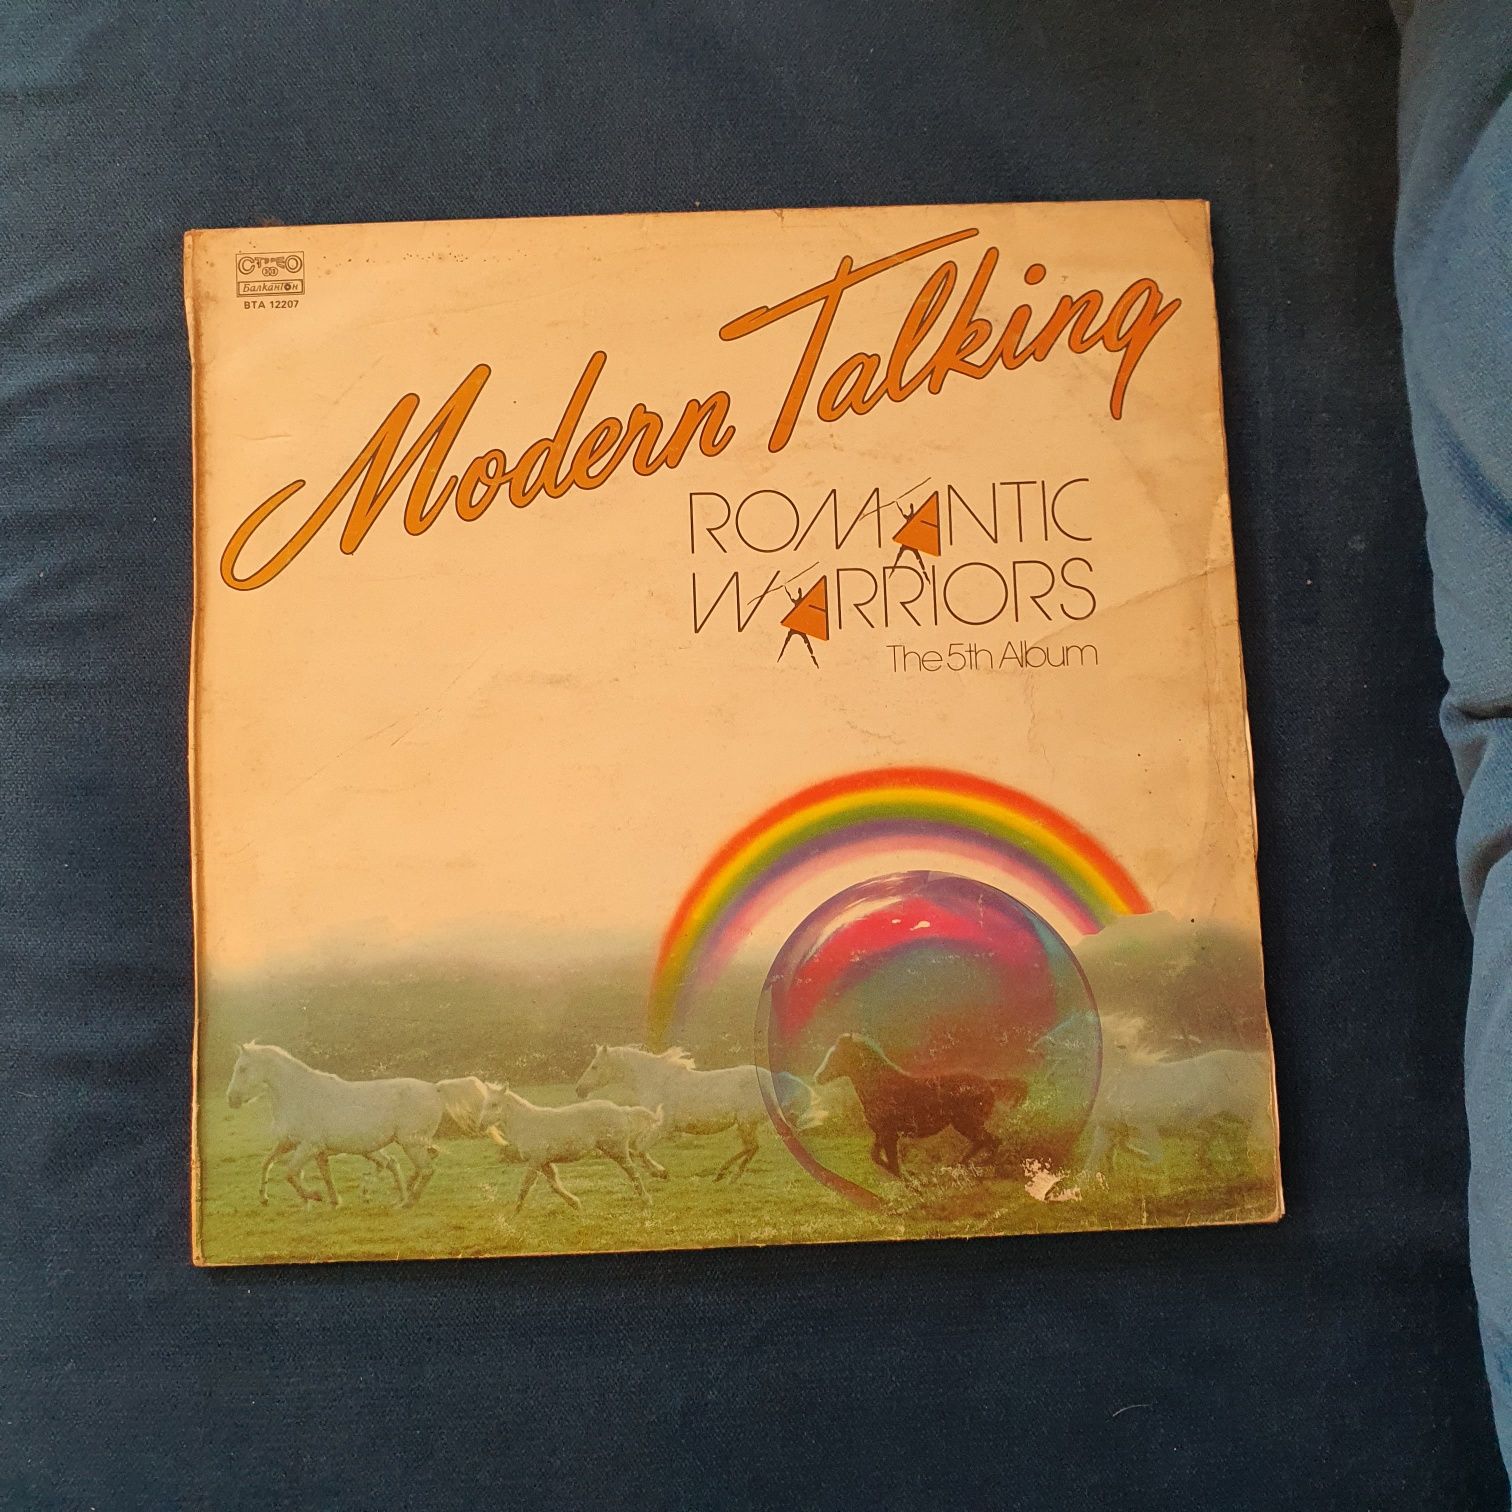 СТЕРЕО
Балкантон
ВТА 12207
Modern Talking
ROMANTIC
WARRIORS
The 5th Album